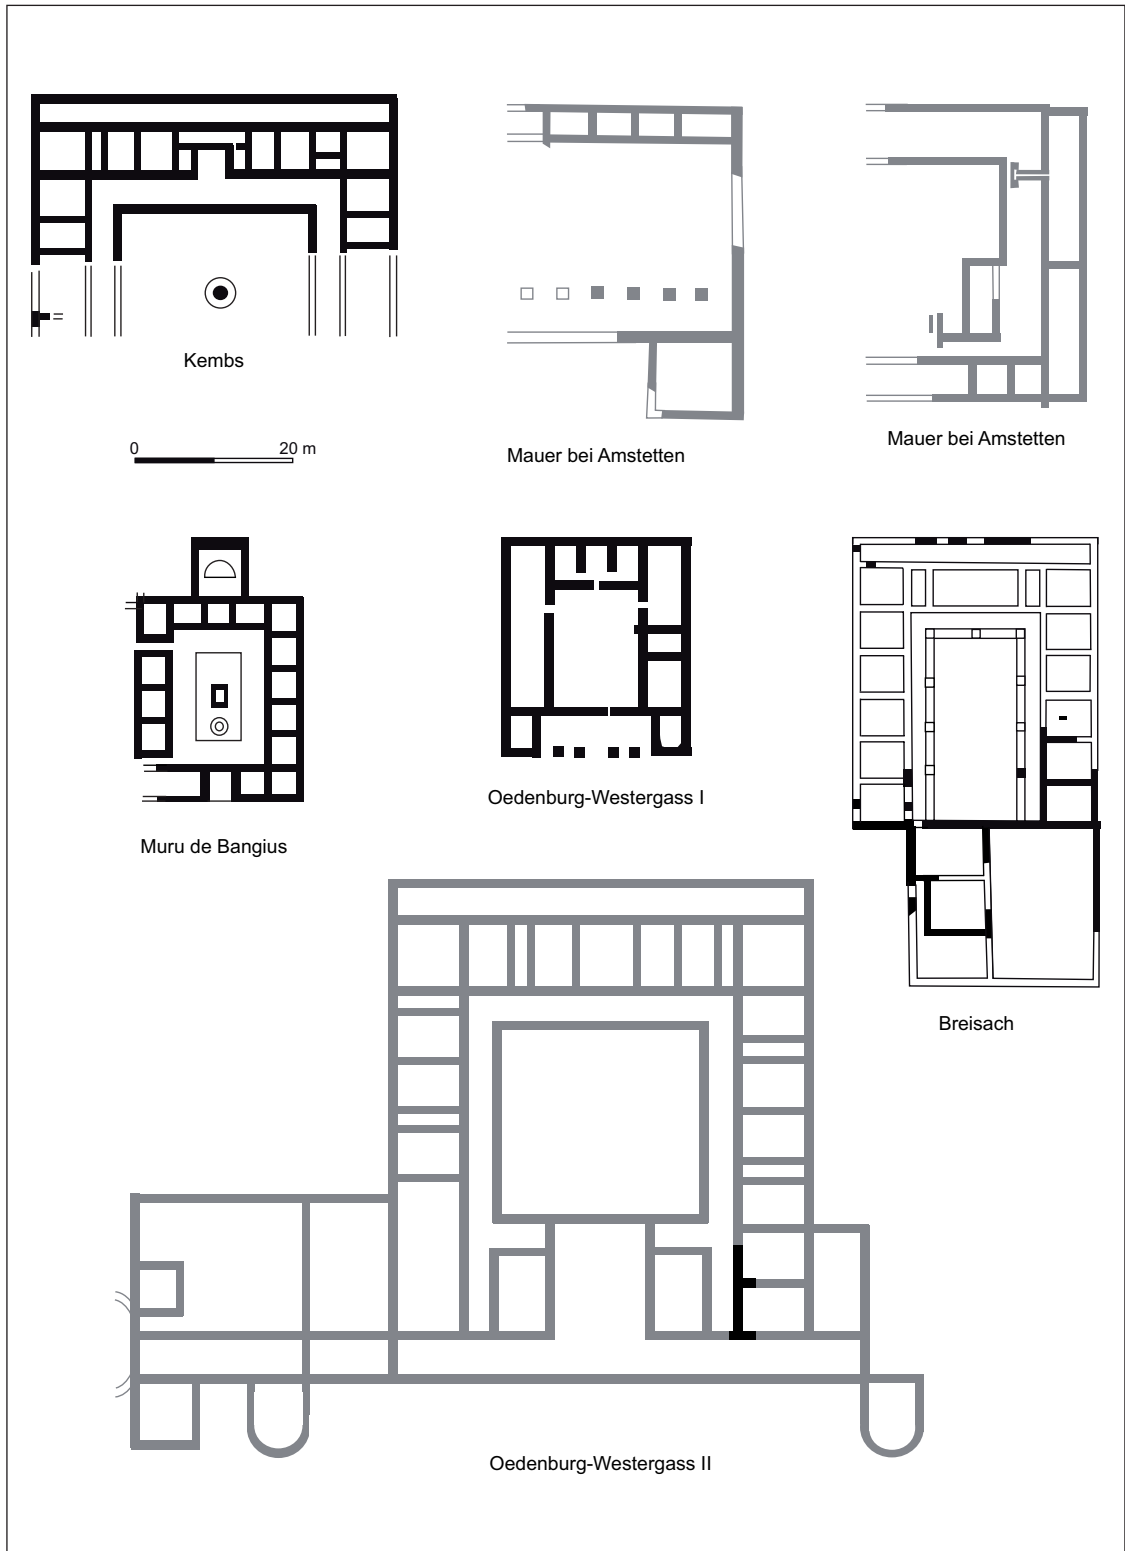 Kembs
0 20 m
Mauer bei Amstetten
Mauer bei Amstetten
Muru de Bangius
Oedenburg-Westergass I
Breisach
Oedenburg-Westergass II